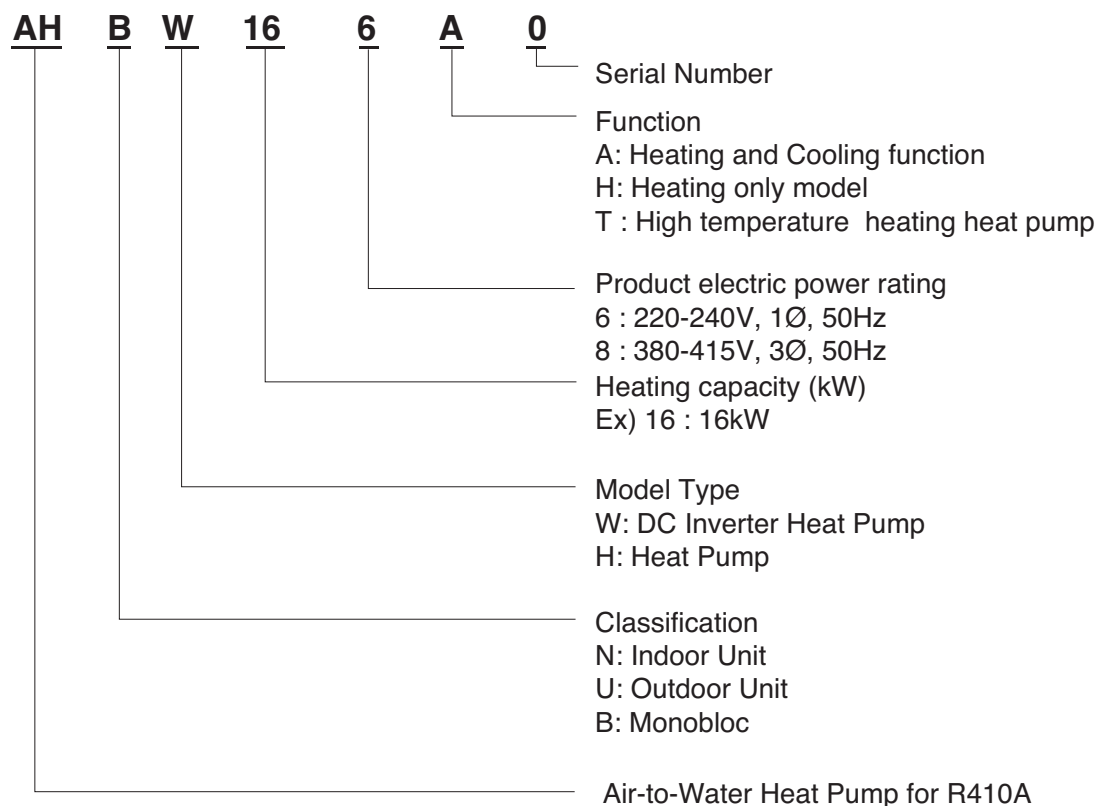 AH B W 16 6 A 0
Serial Number
Function
A: Heating and Cooling function
H: Heating only model
T : High temperature heating heat pump
Product electric power rating
6 : 220-240V, 1Ø, 50Hz
8 : 380-415V, 3Ø, 50Hz
Heating capacity (kW)
Ex) 16 : 16kW
Model Type
W: DC Inverter Heat Pump
H: Heat Pump
Classification
N: Indoor Unit
U: Outdoor Unit
B: Monobloc
Air-to-Water Heat Pump for R410A